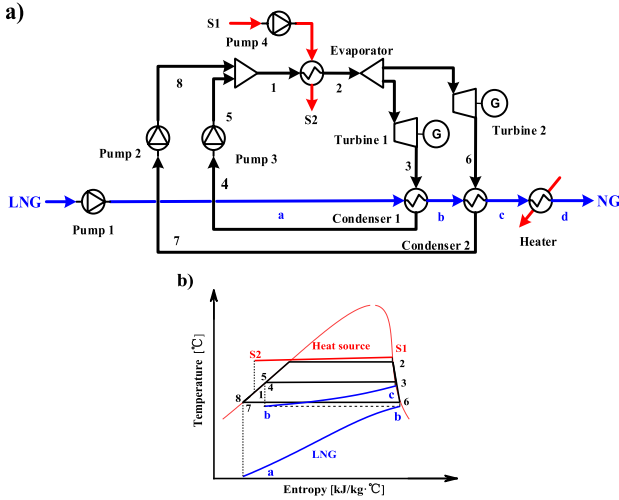 a)
S1
Pump 4
Evaporator
8
1
2
5
S2
G
G
Turbine 2
Turbine 1
Pump 2
Pump 3
3
6
4
LNG
a
b
c
d
NG
Pump 1
Condenser 1
7
Condenser 2
Heater
b)
Temperature [℃]
Heat source
S2
S1
2
5
4
3
1
c
8
7
6
b
b
LNG
a
Entropy [kJ/kg·℃]